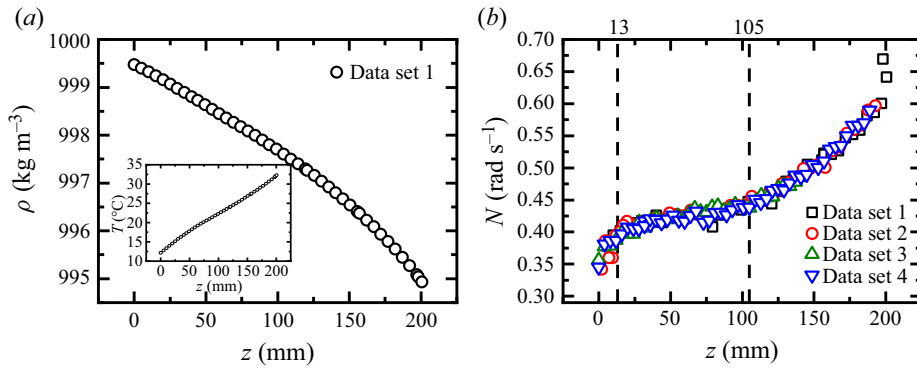 (a)
1000
999
998
997
996
995
ρ (kg m⁻³)
Data set 1
35
30
25
20
15
10
T(°C)
0 50 100 150 200
z (mm)
0 50 100 150 200
z (mm)
(b)
13 105
0.70
0.65
0.60
0.55
0.50
0.45
0.40
0.35
0.30
N (rad s⁻¹)
Data set 1
Data set 2
Data set 3
Data set 4
0 50 100 150 200
z (mm)